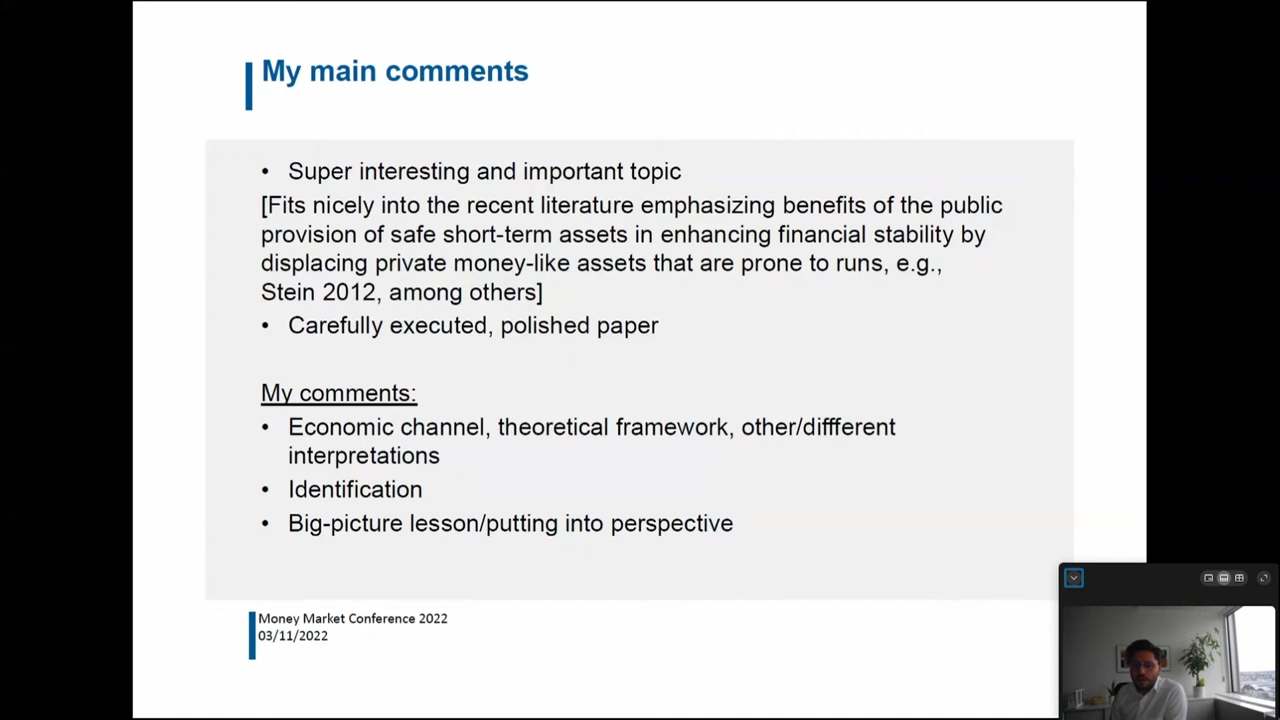 My main comments
• Super interesting and important topic
[Fits nicely into the recent literature emphasizing benefits of the public
provision of safe short-term assets in enhancing financial stability by
displacing private money-like assets that are prone to runs, e.g.,
Stein 2012, among others]
• Carefully executed, polished paper
My comments:
• Economic channel, theoretical framework, other/diffferent
interpretations
• Identification
• Big-picture lesson/putting into perspective
Money Market Conference 2022
03/11/2022